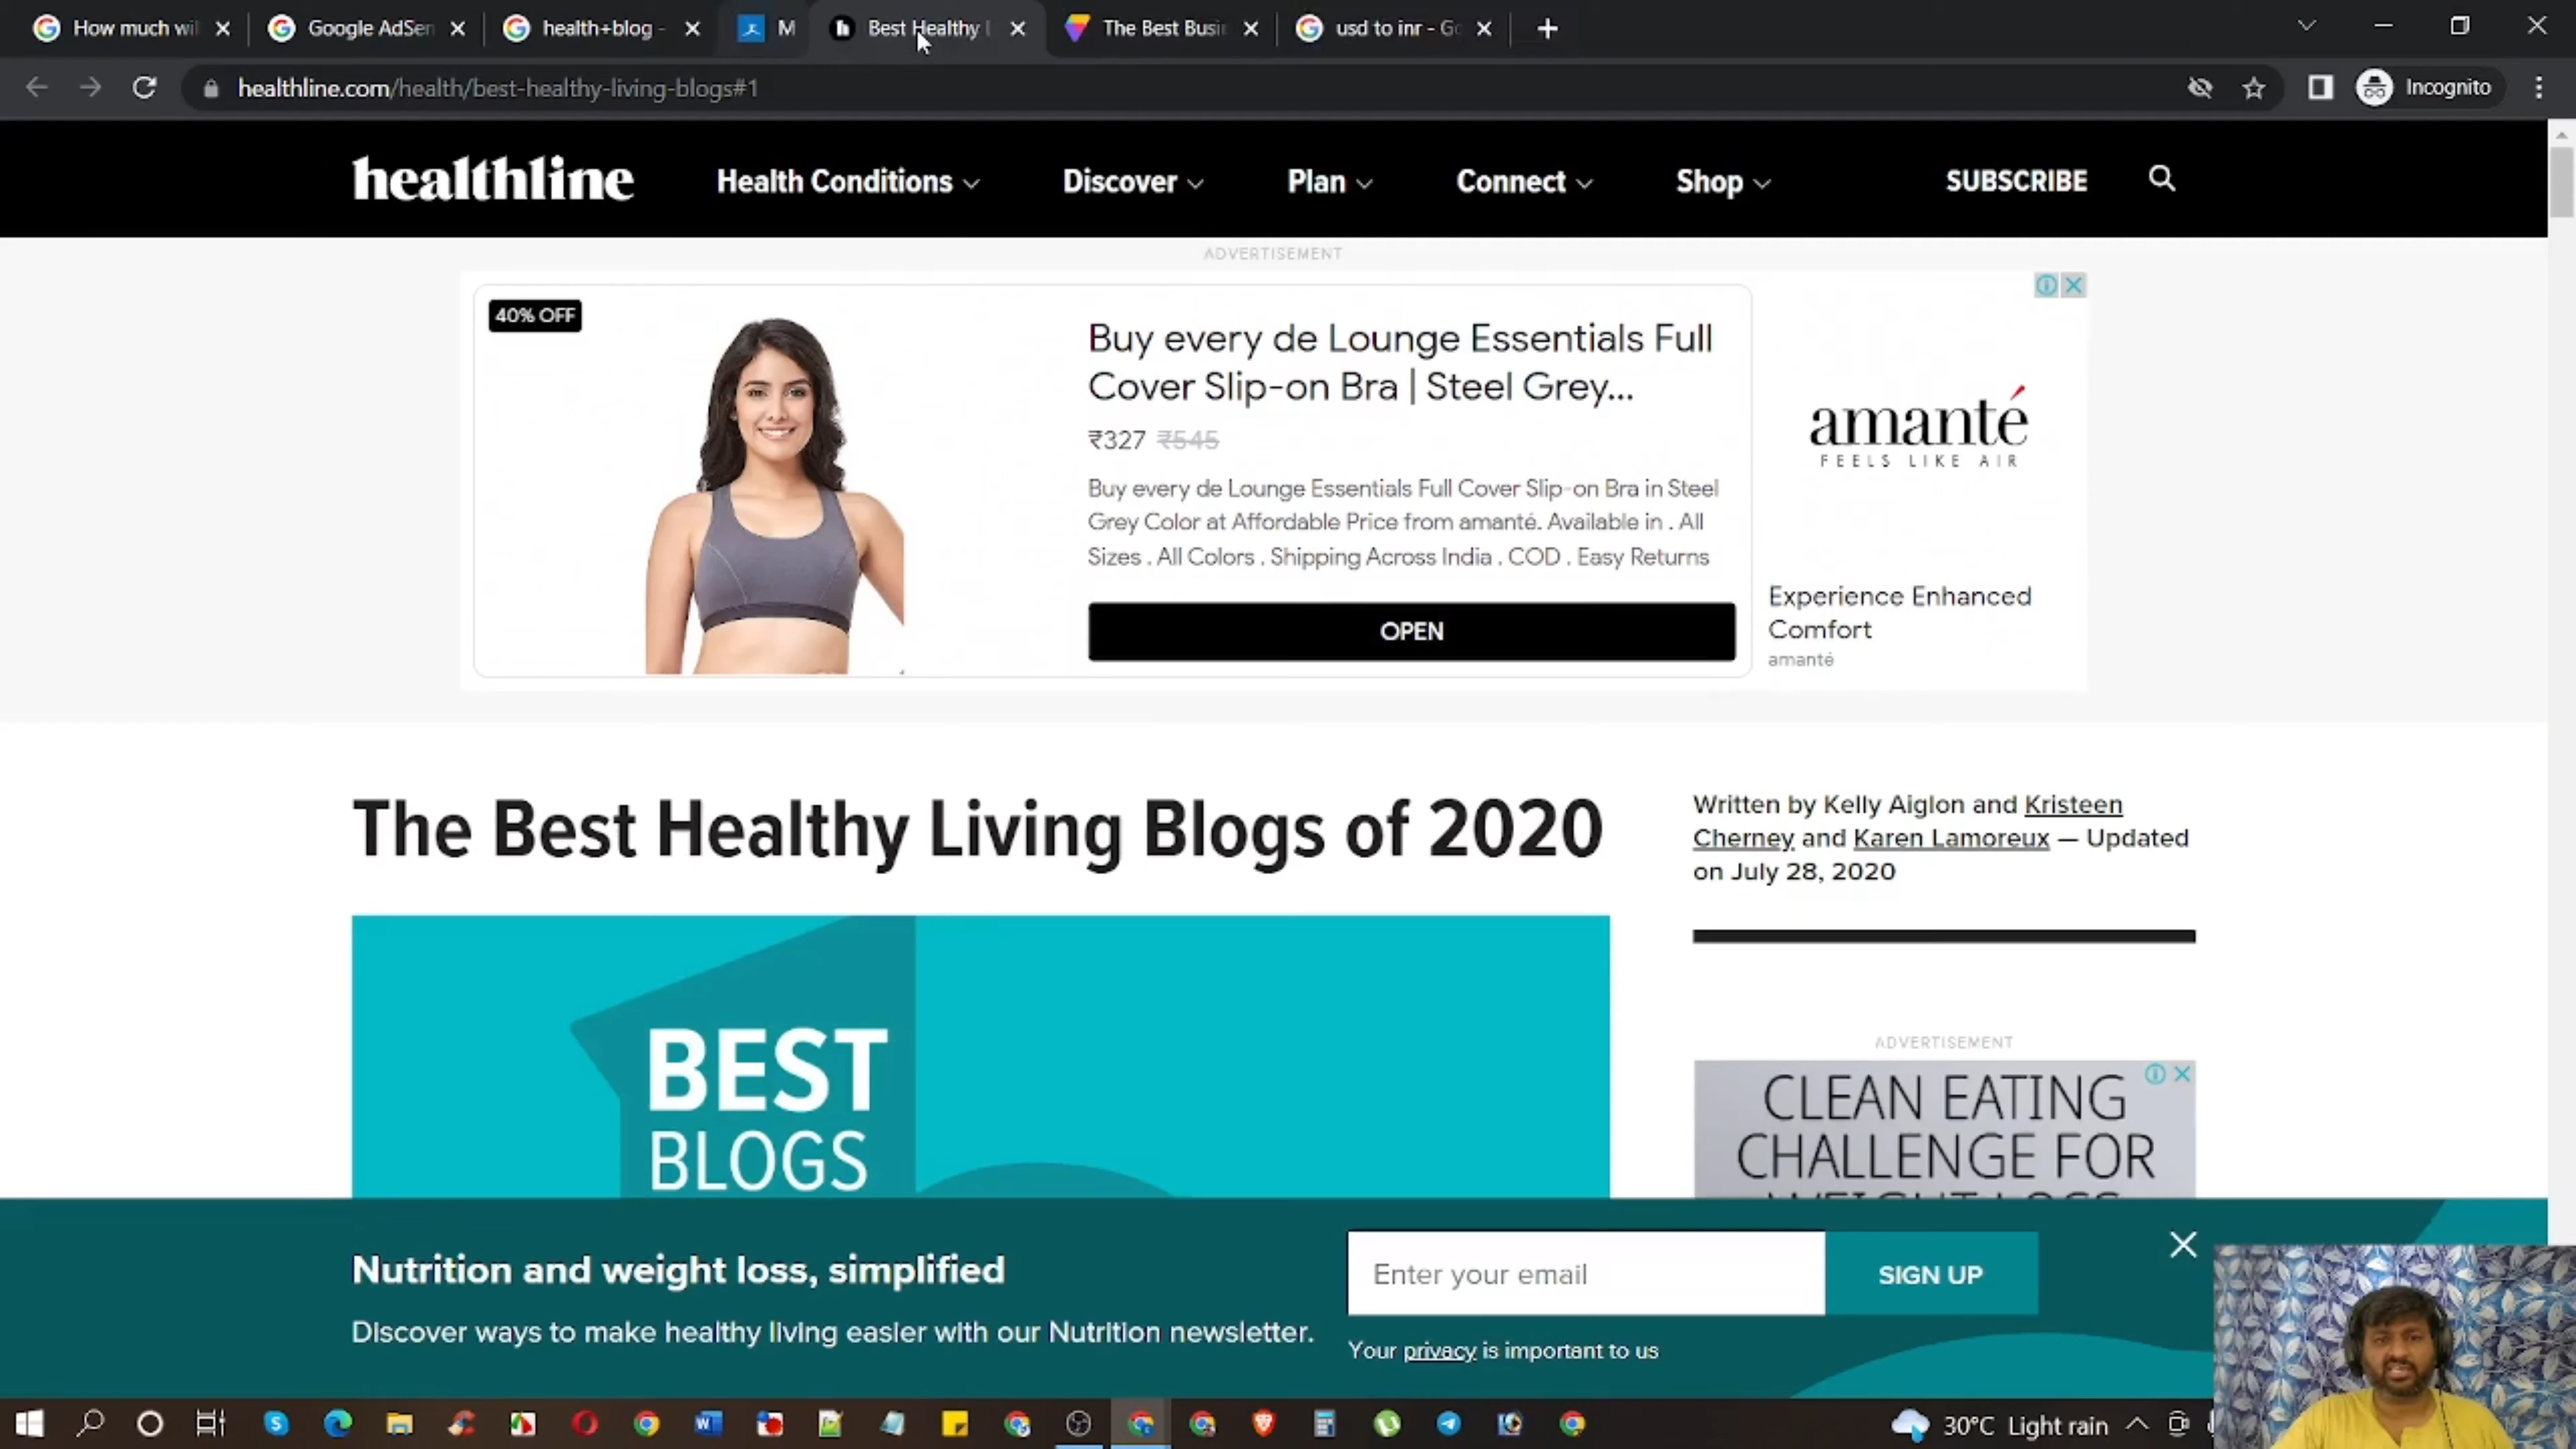 How much wil
Google AdSen
health+blog -
M
Best Healthy L
The Best Busi
usd to inr - Go
healthline.com/health/best-healthy-living-blogs#1
Incognito
healthline
Health Conditions
Discover
Plan
Connect
Shop
SUBSCRIBE
ADVERTISEMENT
40% OFF
Buy every de Lounge Essentials Full
Cover Slip-on Bra | Steel Grey...
₹327 ₹545
Buy every de Lounge Essentials Full Cover Slip-on Bra in Steel
Grey Color at Affordable Price from amanté. Available in . All
Sizes . All Colors . Shipping Across India . COD . Easy Returns
OPEN
amanté
FEELS LIKE AIR
Experience Enhanced
Comfort
amanté
The Best Healthy Living Blogs of 2020
Written by Kelly Aiglon and Kristeen
Cherney and Karen Lamoreux — Updated
on July 28, 2020
BEST
BLOGS
ADVERTISEMENT
CLEAN EATING
CHALLENGE FOR
WEIGHT LOSS
Nutrition and weight loss, simplified
Discover ways to make healthy living easier with our Nutrition newsletter.
Enter your email
SIGN UP
Your privacy is important to us
30°C Light rain